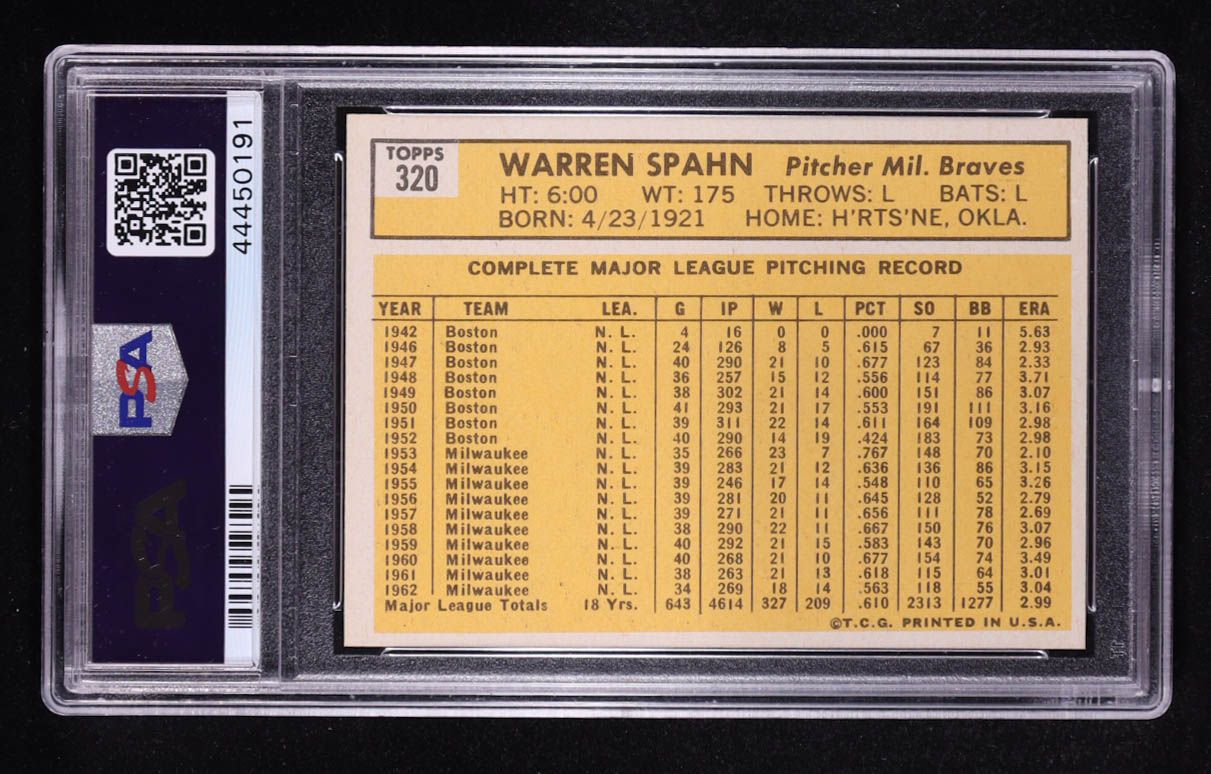 44450191
PSA
PSA
TOPPS
320
WARREN SPAHN Pitcher Mil. Braves
HT: 6:00 WT: 175 THROWS: L BATS: L
BORN: 4/23/1921 HOME: H'RTS'NE, OKLA.
COMPLETE MAJOR LEAGUE PITCHING RECORD
YEAR TEAM LEA. G IP W L PCT SO BB ERA
1942 Boston N. L. 4 16 0 0 .000 7 11 5.63
1946 Boston N. L. 24 126 8 5 .615 67 36 2.93
1947 Boston N. L. 40 290 21 10 .677 123 84 2.33
1948 Boston N. L. 36 257 15 12 .556 114 77 3.71
1949 Boston N. L. 38 302 21 14 .600 151 86 3.07
1950 Boston N. L. 41 293 21 17 .553 191 111 3.16
1951 Boston N. L. 39 311 22 14 .611 164 109 2.98
1952 Boston N. L. 40 290 14 19 .424 183 73 2.98
1953 Milwaukee N. L. 35 266 23 7 .767 148 70 2.10
1954 Milwaukee N. L. 39 283 21 12 .636 136 86 3.15
1955 Milwaukee N. L. 39 246 17 14 .548 110 65 3.26
1956 Milwaukee N. L. 39 281 20 11 .645 128 52 2.79
1957 Milwaukee N. L. 39 271 21 11 .656 111 78 2.69
1958 Milwaukee N. L. 38 290 22 11 .667 150 76 3.07
1959 Milwaukee N. L. 40 292 21 15 .583 143 70 2.96
1960 Milwaukee N. L. 40 268 21 10 .677 154 74 3.49
1961 Milwaukee N. L. 38 263 21 13 .618 115 64 3.01
1962 Milwaukee N. L. 34 269 18 14 .563 118 55 3.04
Major League Totals 18 Yrs. 643 4614 327 209 .610 2313 1277 2.99
©T.C.G. PRINTED IN U.S.A.